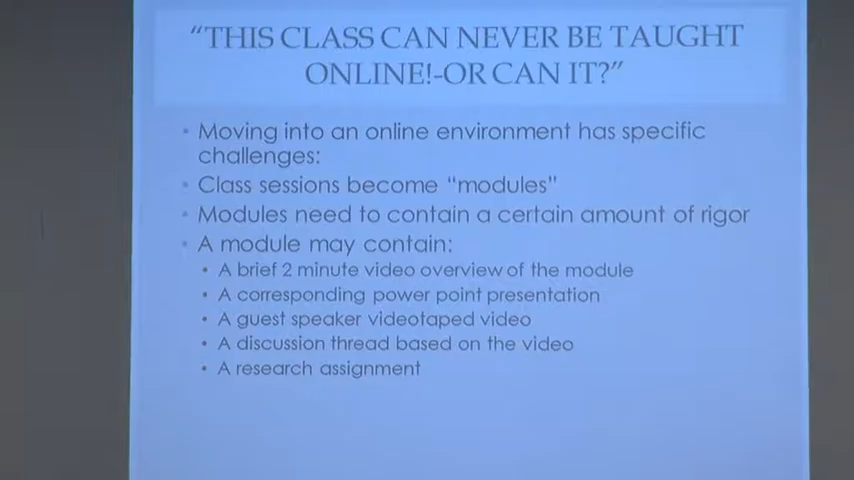 “THIS CLASS CAN NEVER BE TAUGHT
ONLINE!-OR CAN IT?”
• Moving into an online environment has specific
challenges:
• Class sessions become “modules”
• Modules need to contain a certain amount of rigor
• A module may contain:
• A brief 2 minute video overview of the module
• A corresponding power point presentation
• A guest speaker videotaped video
• A discussion thread based on the video
• A research assignment